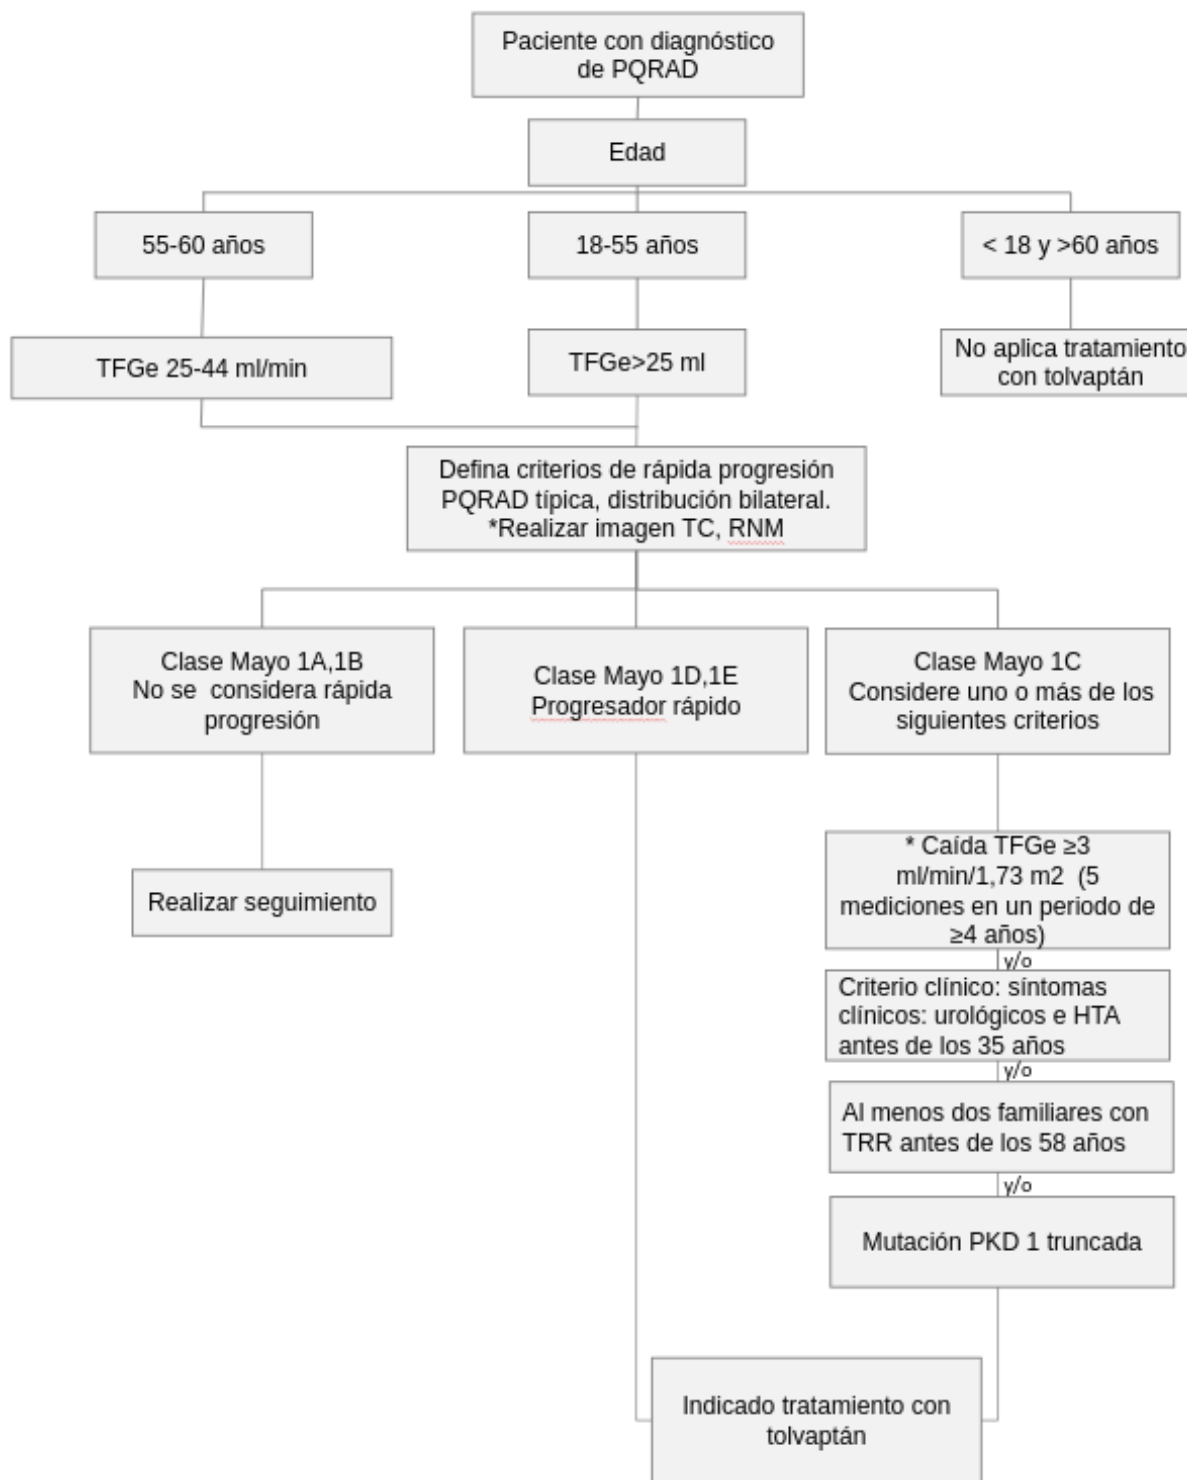 Paciente con diagnóstico
de PQRAD
Edad
55-60 años
18-55 años
< 18 y >60 años
TFGe 25-44 ml/min
TFGe>25 ml
No aplica tratamiento
con tolvaptán
Defina criterios de rápida progresión
PQRAD típica, distribución bilateral.
*Realizar imagen TC, RNM
Clase Mayo 1A,1B
No se considera rápida
progresión
Clase Mayo 1D,1E
Progresador rápido
Clase Mayo 1C
Considere uno o más de los
siguientes criterios
Realizar seguimiento
* Caída TFGe ≥3
ml/min/1,73 m2 (5
mediciones en un periodo de
≥4 años)
y/o
Criterio clínico: síntomas
clínicos: urológicos e HTA
antes de los 35 años
y/o
Al menos dos familiares con
TRR antes de los 58 años
y/o
Mutación PKD 1 truncada
Indicado tratamiento con
tolvaptán